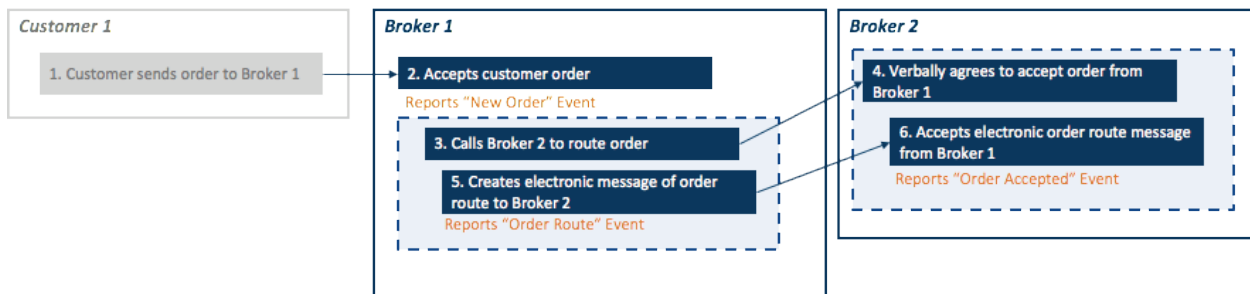 Customer 1
1. Customer sends order to Broker 1
Broker 1
2. Accepts customer order
Reports "New Order" Event
3. Calls Broker 2 to route order
5. Creates electronic message of order
route to Broker 2
Reports "Order Route" Event
Broker 2
4. Verbally agrees to accept order from
Broker 1
6. Accepts electronic order route message
from Broker 1
Reports "Order Accepted" Event